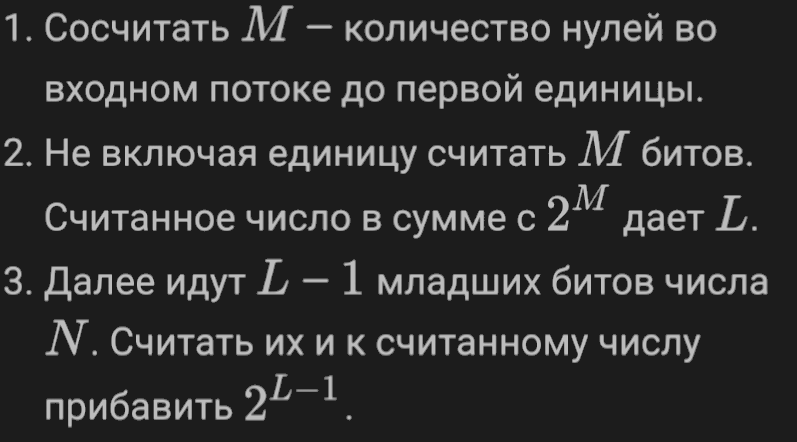 1. Сосчитать M − количество нулей во
входном потоке до первой единицы.
2. Не включая единицу считать M битов.
Считанное число в сумме с 2^M дает L.
3. Далее идут L − 1 младших битов числа
N. Считать их и к считанному числу
прибавить 2^{L−1}.